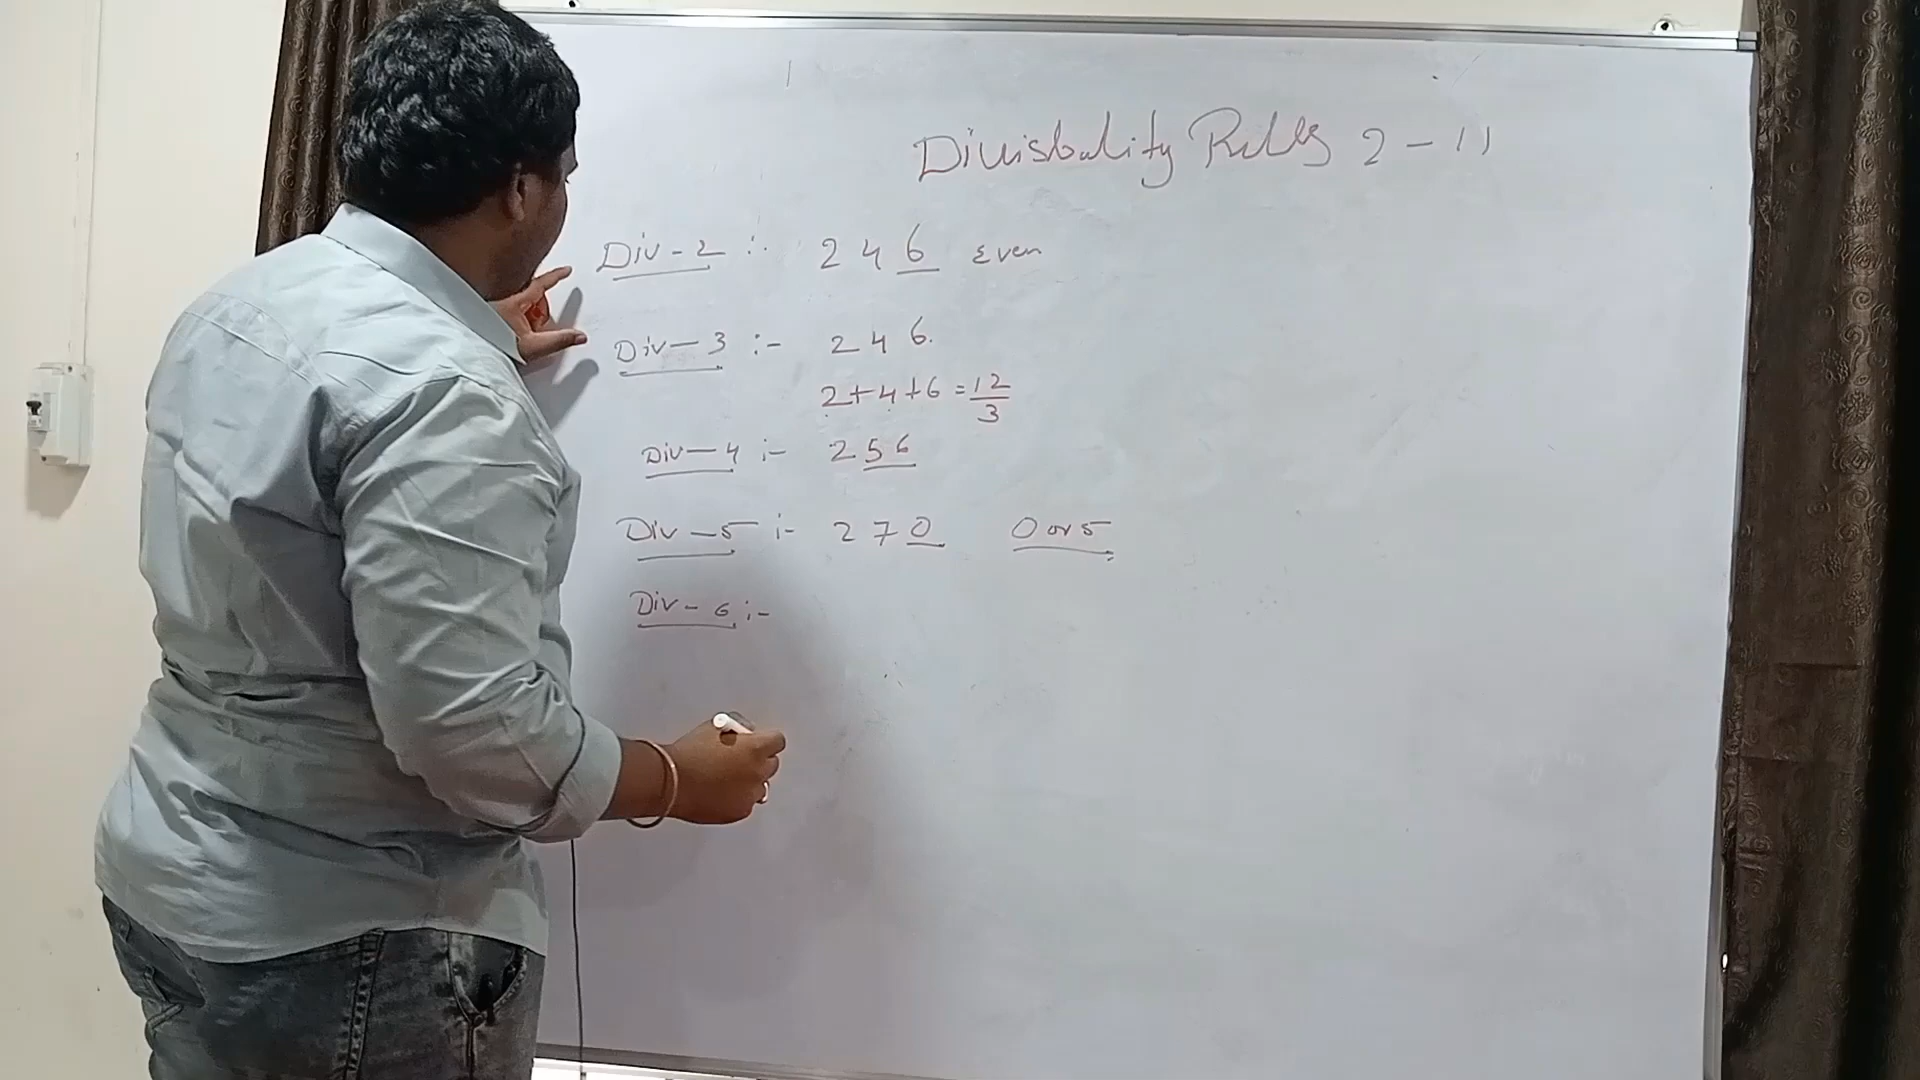 Divisibality Rules 2 - 11
Div - 2 :- 2 4 6 Even
Div - 3 :- 2 4 6.
2+4+6 = 12/3
Div - 4 :- 2 5 6
Div - 5 :- 2 7 0 0 or 5
Div - 6 :-